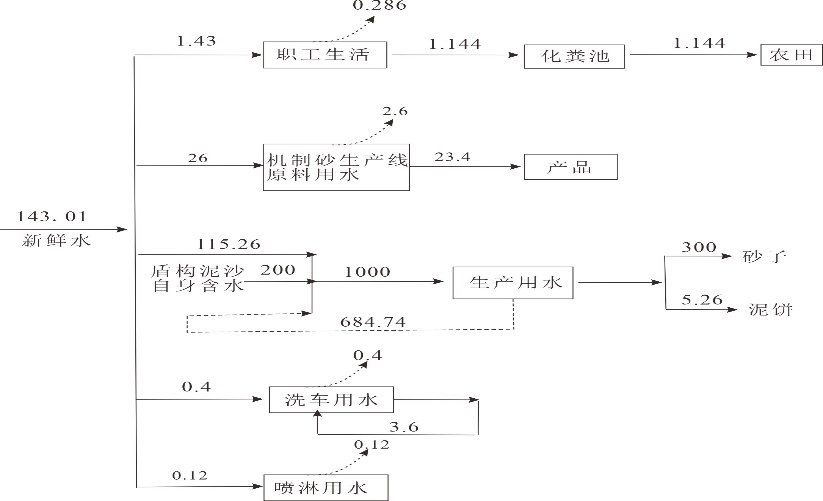 0.286
1.43
职工生活
1.144
化粪池
1.144
农田
2.6
26
机制砂生产线
原料用水
23.4
产品
143.01
新鲜水
115.26
盾构泥沙
自身含水
200
1000
生产用水
300
砂子
5.26
泥饼
684.74
0.4
0.4
洗车用水
3.6
0.12
0.12
喷淋用水